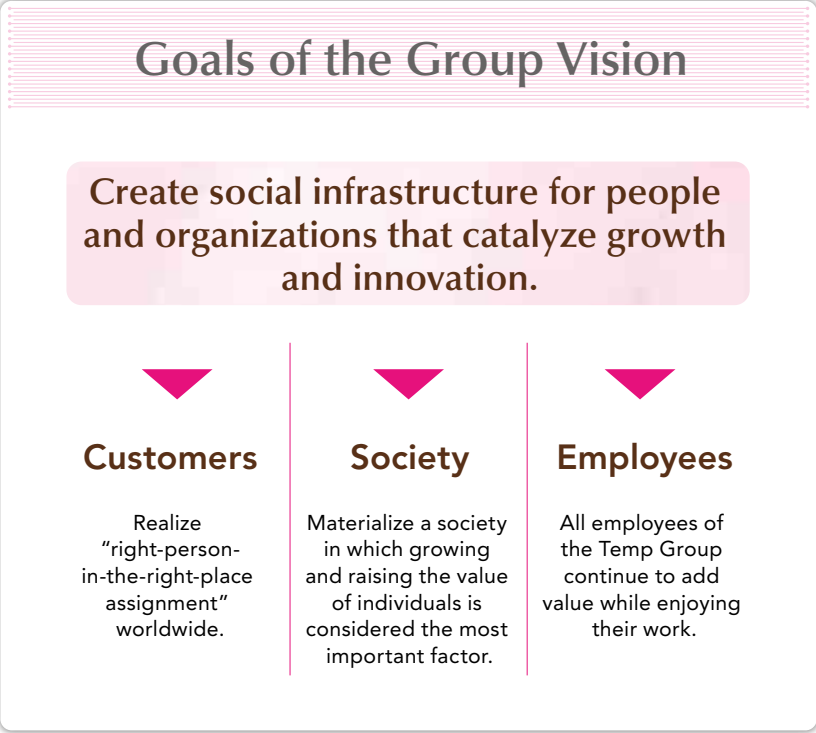 Goals of the Group Vision
Create social infrastructure for people
and organizations that catalyze growth
and innovation.
Customers
Realize
“right-person-
in-the-right-place
assignment”
worldwide.
Society
Materialize a society
in which growing
and raising the value
of individuals is
considered the most
important factor.
Employees
All employees of
the Temp Group
continue to add
value while enjoying
their work.